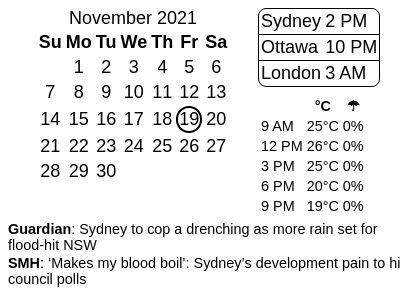 November 2021
Su Mo Tu We Th Fr Sa
1 2 3 4 5 6
7 8 9 10 11 12 13
14 15 16 17 18 19 20
21 22 23 24 25 26 27
28 29 30
Sydney 2 PM
Ottawa 10 PM
London 3 AM
°C ☂
9 AM 25°C 0%
12 PM 26°C 0%
3 PM 25°C 0%
6 PM 20°C 0%
9 PM 19°C 0%
Guardian: Sydney to cop a drenching as more rain set for
flood-hit NSW
SMH: ‘Makes my blood boil’: Sydney’s development pain to hi
council polls